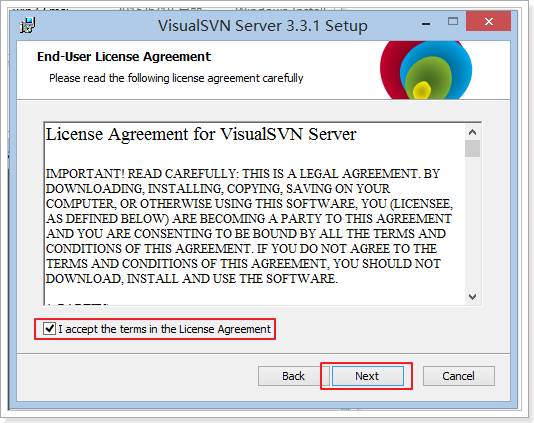 VisualSVN Server 3.3.1 Setup
End-User License Agreement
Please read the following license agreement carefully
License Agreement for VisualSVN Server
IMPORTANT! READ CAREFULLY: THIS IS A LEGAL AGREEMENT. BY
DOWNLOADING, INSTALLING, COPYING, SAVING ON YOUR
COMPUTER, OR OTHERWISE USING THIS SOFTWARE, YOU (LICENSEE,
AS DEFINED BELOW) ARE BECOMING A PARTY TO THIS AGREEMENT
AND YOU ARE CONSENTING TO BE BOUND BY ALL THE TERMS AND
CONDITIONS OF THIS AGREEMENT. IF YOU DO NOT AGREE TO THE
TERMS AND CONDITIONS OF THIS AGREEMENT, YOU SHOULD NOT
DOWNLOAD, INSTALL AND USE THE SOFTWARE.
I accept the terms in the License Agreement
Back Next Cancel